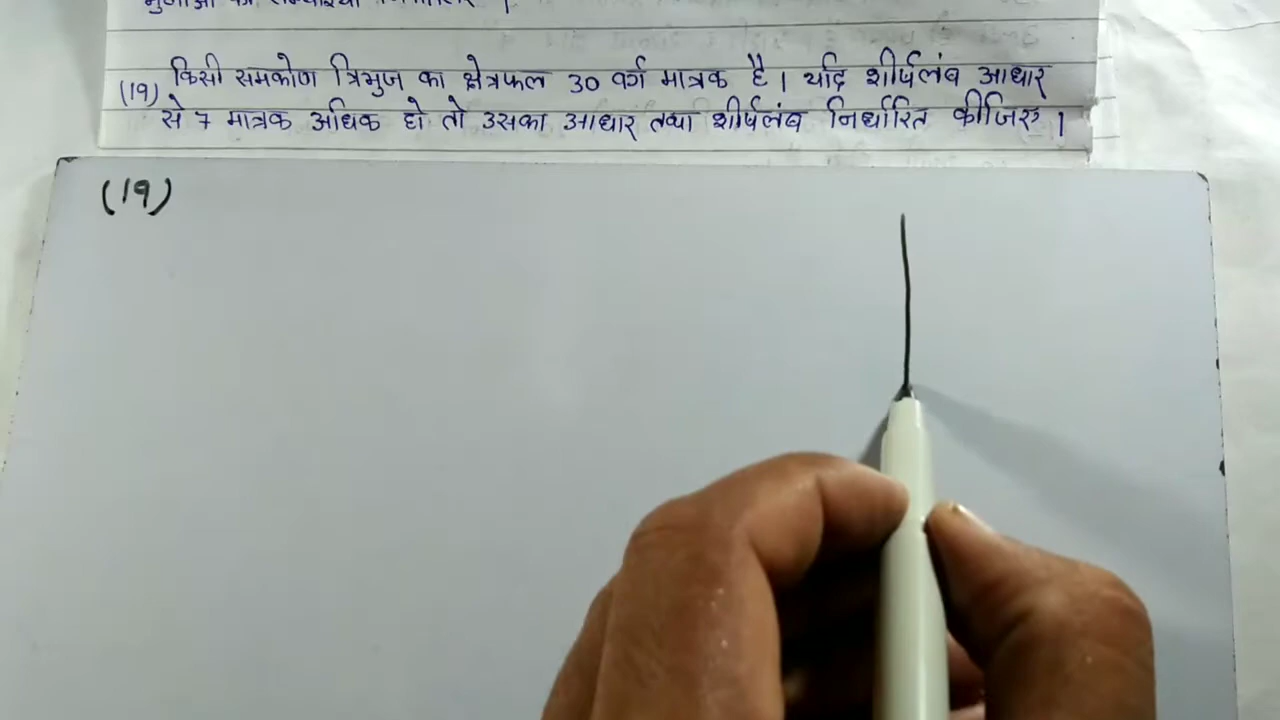 (19) किसी समकोण त्रिभुज का क्षेत्रफल 30 वर्ग मात्रक है। यदि शीर्षलंब आधार
से 7 मात्रक अधिक हो तो उसका आधार तथा शीर्षलंब निर्धारित कीजिए।
(19)